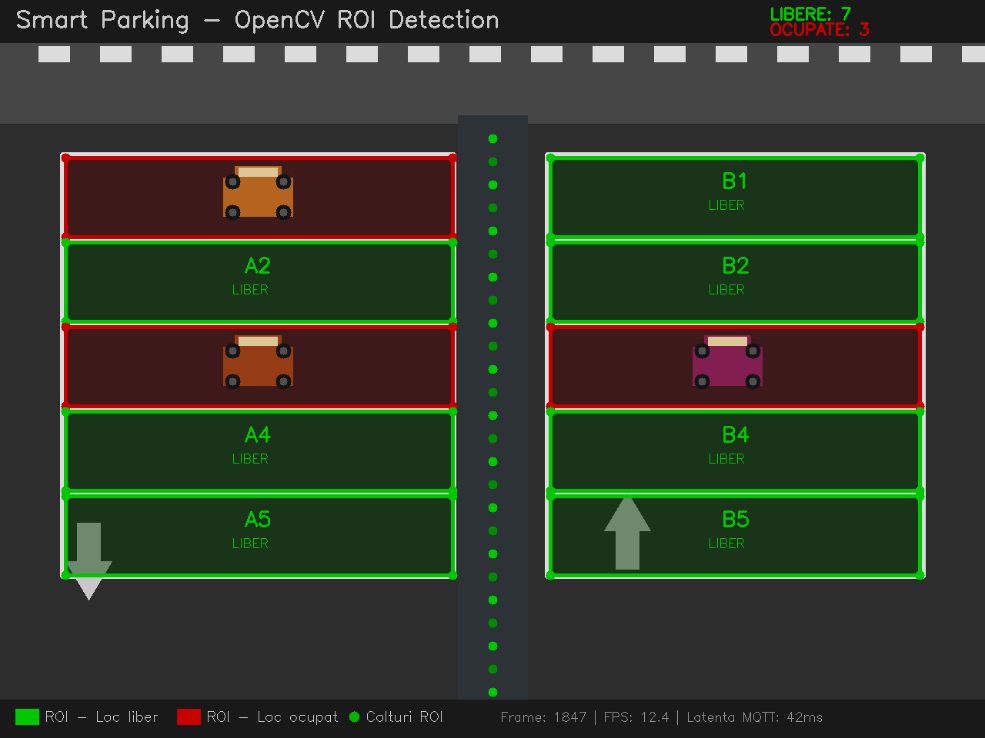 Smart Parking – OpenCV ROI Detection
LIBERE: 7
OCUPATE: 3
B1
LIBER
A2
LIBER
B2
LIBER
A4
LIBER
B4
LIBER
A5
LIBER
B5
LIBER
ROI – Loc liber
ROI – Loc ocupat
Colturi ROI
Frame: 1847 | FPS: 12.4 | Latenta MQTT: 42ms